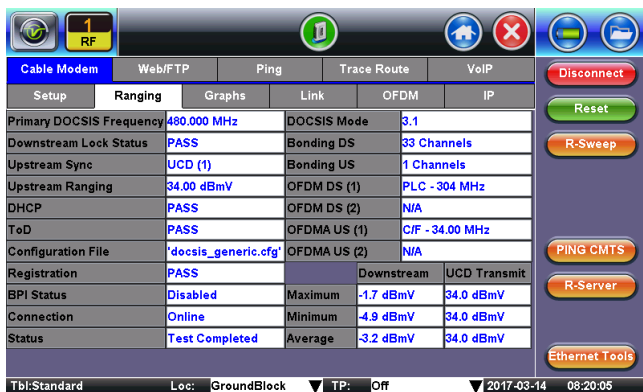 1
RF
Cable Modem Web/FTP Ping Trace Route VoIP
Disconnect
Setup Ranging Graphs Link OFDM IP
Reset
Primary DOCSIS Frequency 480.000 MHz DOCSIS Mode 3.1
Downstream Lock Status PASS Bonding DS 33 Channels
R-Sweep
Upstream Sync UCD (1) Bonding US 1 Channels
Upstream Ranging 34.00 dBmV OFDM DS (1) PLC - 304 MHz
DHCP PASS OFDM DS (2) N/A
ToD PASS OFDMA US (1) C/F - 34.00 MHz
Configuration File 'docsis_generic.cfg' OFDMA US (2) N/A
PING CMTS
Registration PASS Downstream UCD Transmit
R-Server
BPI Status Disabled Maximum -1.7 dBmV 34.0 dBmV
Connection Online Minimum -4.9 dBmV 34.0 dBmV
Status Test Completed Average -3.2 dBmV 34.0 dBmV
Ethernet Tools
Tbl:Standard Loc: GroundBlock TP: Off 2017-03-14 08:20:05